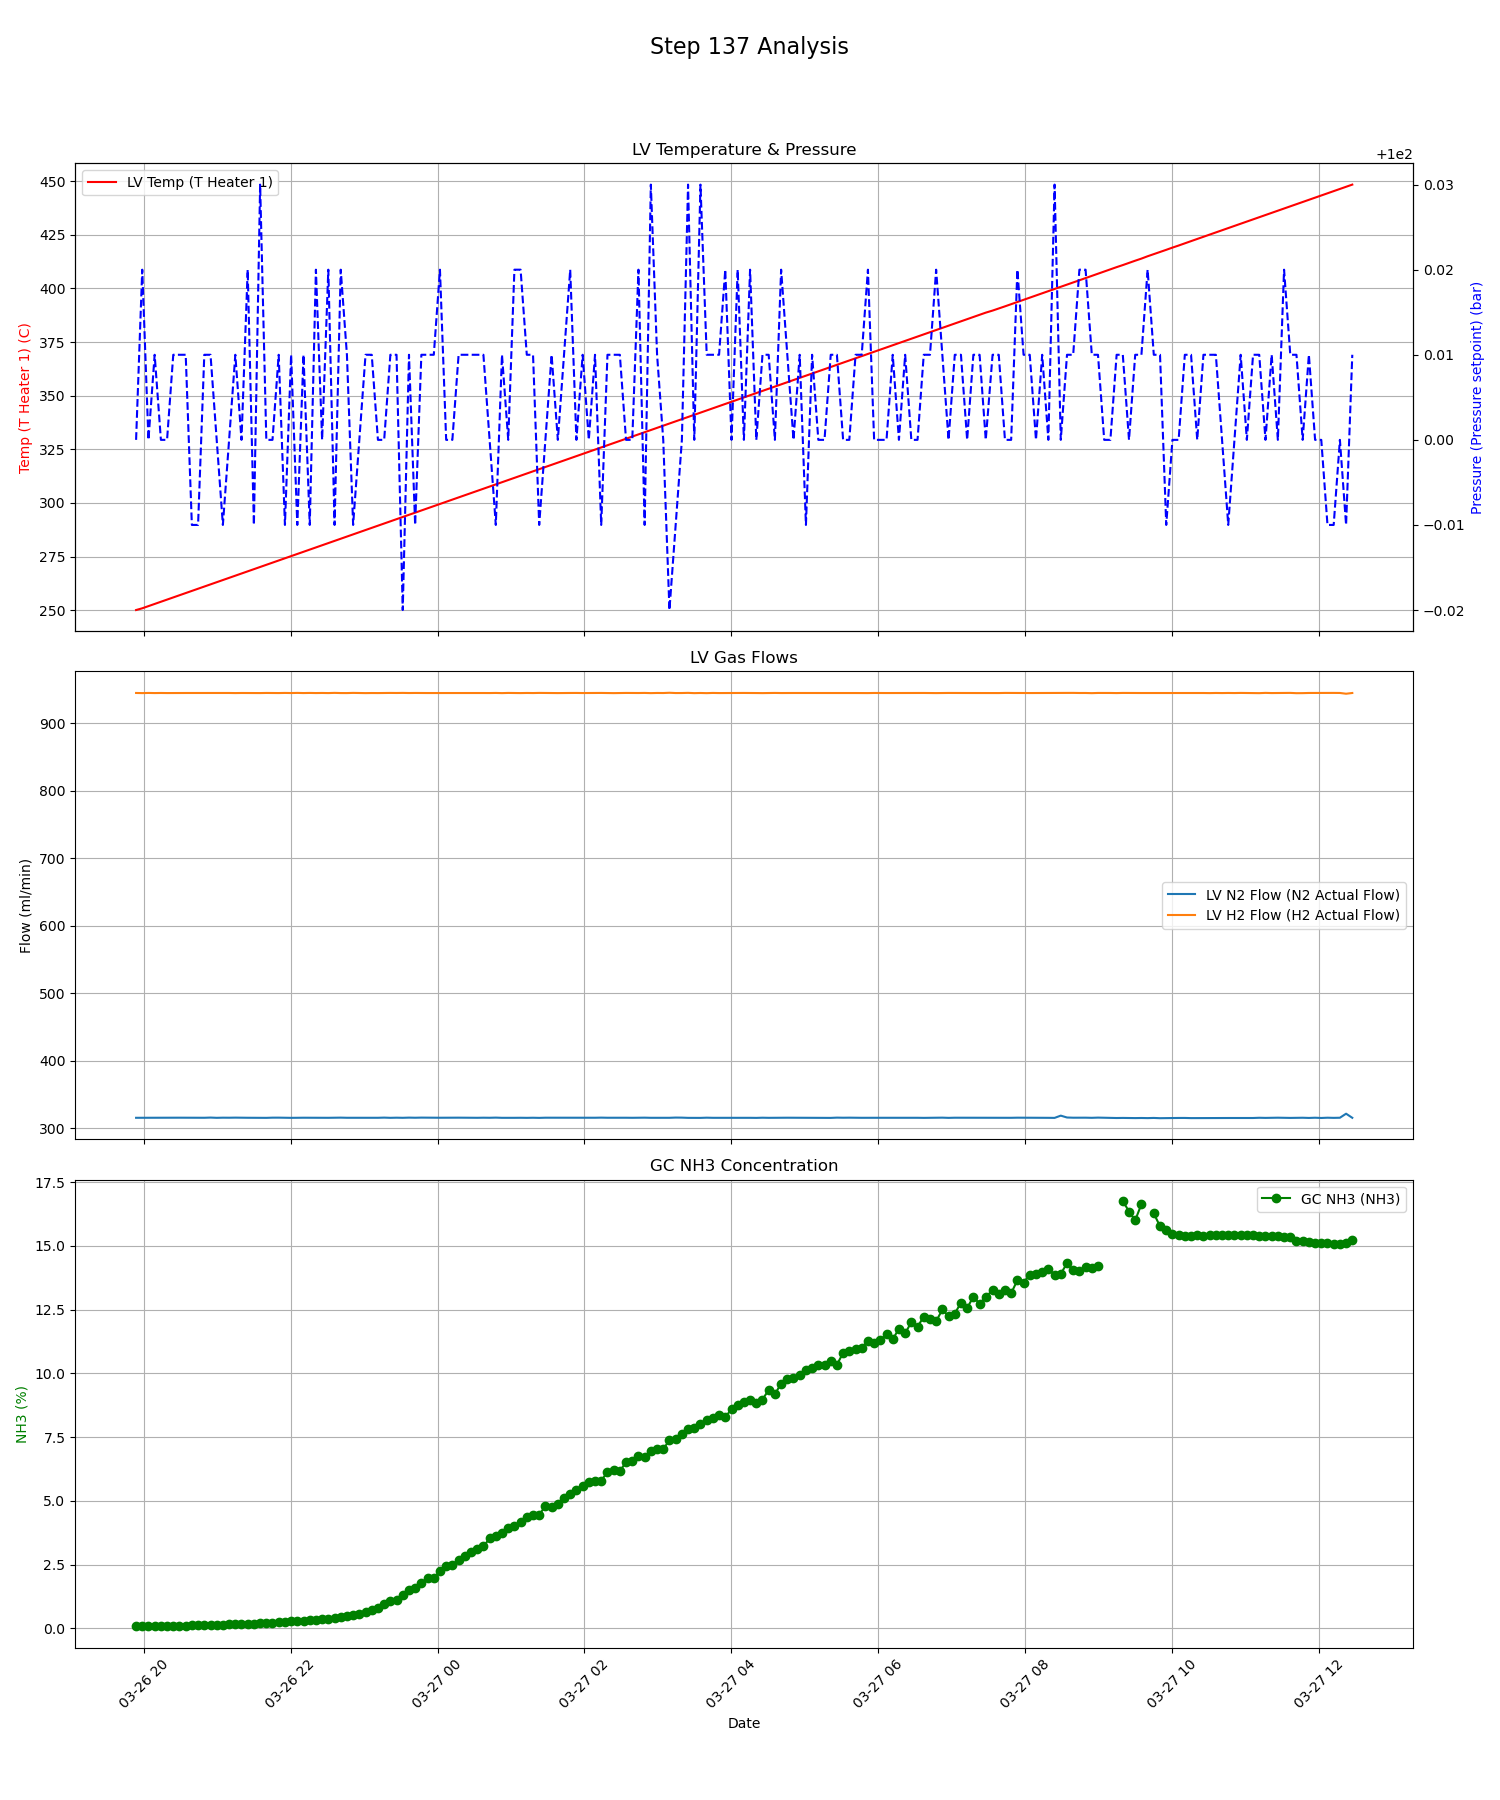 Step 137 Analysis
LV Temperature & Pressure
+1e2
LV Temp (T Heater 1)
450
425
400
375
350
325
300
275
250
Temp (T Heater 1) (C)
0.03
0.02
0.01
0.00
−0.01
−0.02
Pressure (Pressure setpoint) (bar)
LV Gas Flows
900
800
700
600
500
400
300
Flow (ml/min)
LV N2 Flow (N2 Actual Flow)
LV H2 Flow (H2 Actual Flow)
GC NH3 Concentration
GC NH3 (NH3)
17.5
15.0
12.5
10.0
7.5
5.0
2.5
0.0
NH3 (%)
03-26 20
03-26 22
03-27 00
03-27 02
03-27 04
03-27 06
03-27 08
03-27 10
03-27 12
Date